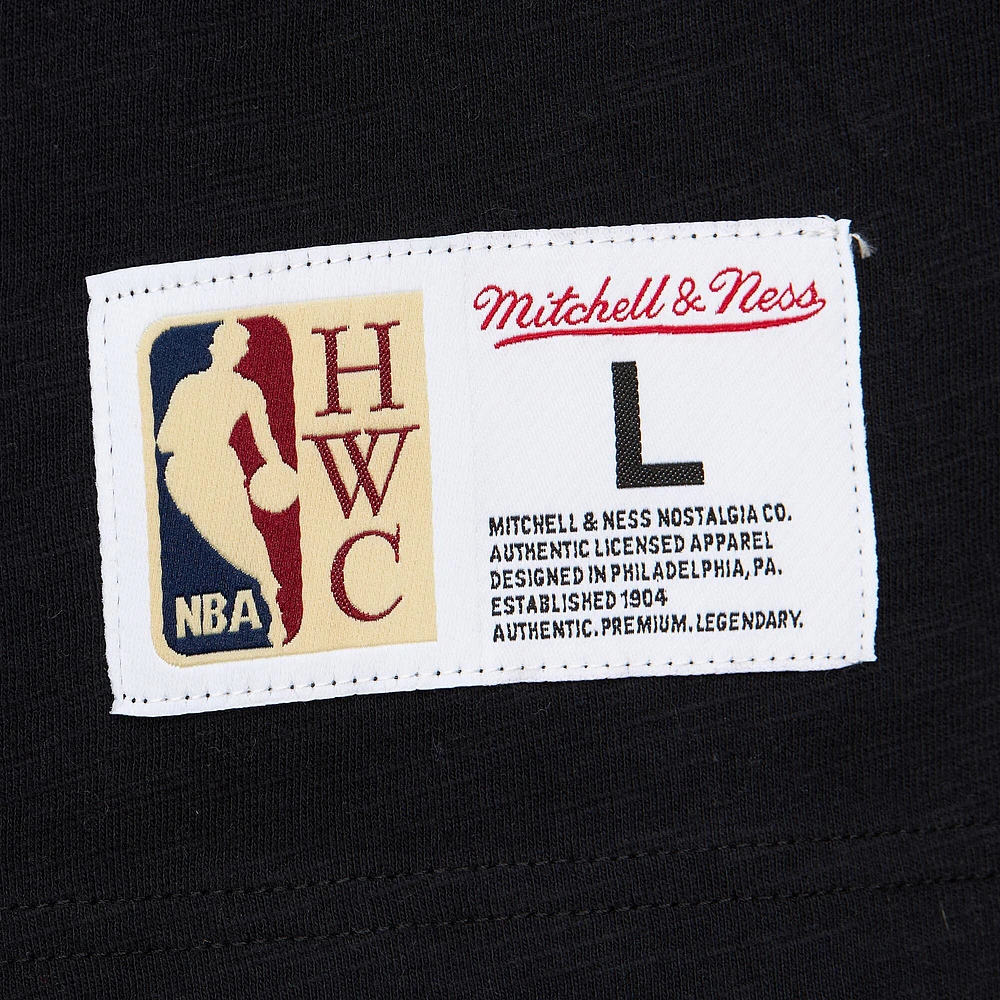 NBA
H
W
C
Mitchell & Ness
L
MITCHELL & NESS NOSTALGIA CO.
AUTHENTIC LICENSED APPAREL
DESIGNED IN PHILADELPHIA, PA.
ESTABLISHED 1904
AUTHENTIC. PREMIUM. LEGENDARY.